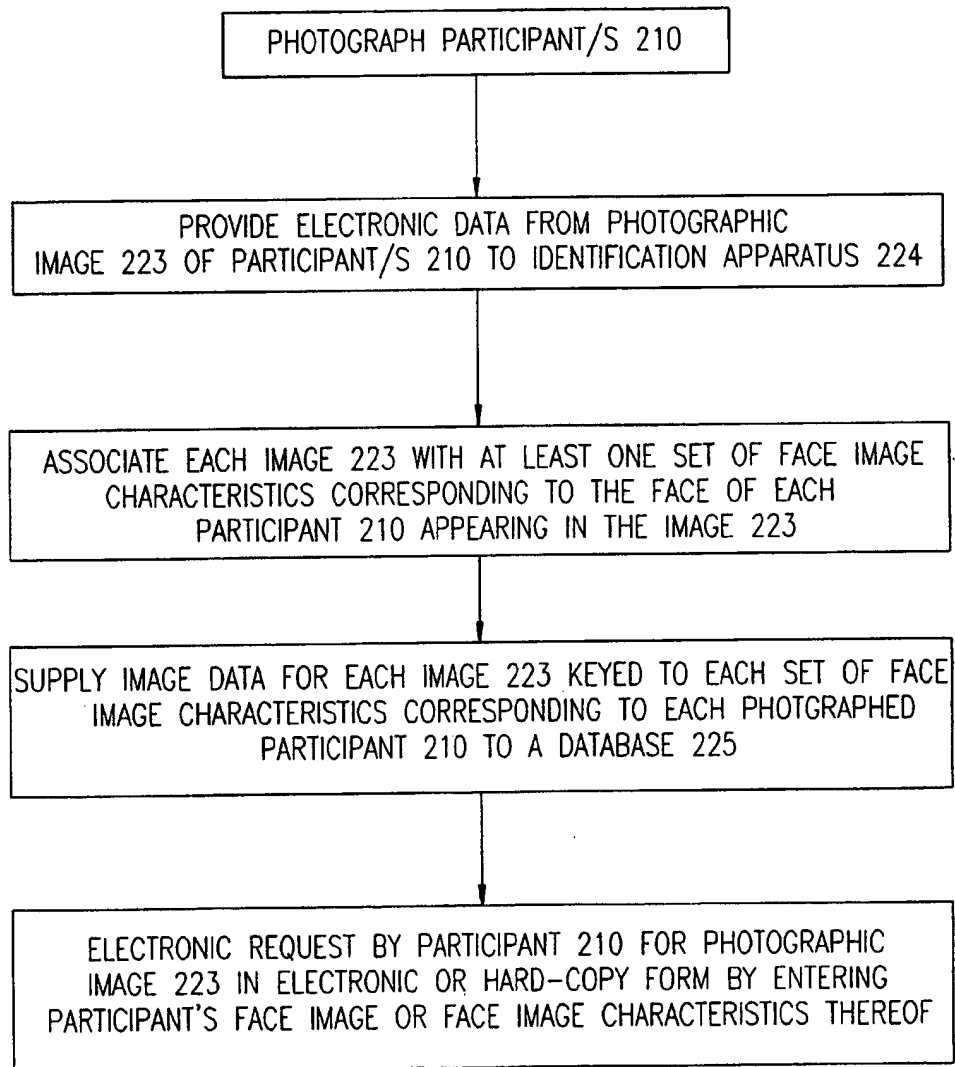 PHOTOGRAPH PARTICIPANT/S 210
PROVIDE ELECTRONIC DATA FROM PHOTOGRAPHIC
IMAGE 223 OF PARTICIPANT/S 210 TO IDENTIFICATION APPARATUS 224
ASSOCIATE EACH IMAGE 223 WITH AT LEAST ONE SET OF FACE IMAGE
CHARACTERISTICS CORRESPONDING TO THE FACE OF EACH
PARTICIPANT 210 APPEARING IN THE IMAGE 223
SUPPLY IMAGE DATA FOR EACH IMAGE 223 KEYED TO EACH SET OF FACE
IMAGE CHARACTERISTICS CORRESPONDING TO EACH PHOTGRAPHED
PARTICIPANT 210 TO A DATABASE 225
ELECTRONIC REQUEST BY PARTICIPANT 210 FOR PHOTOGRAPHIC
IMAGE 223 IN ELECTRONIC OR HARD-COPY FORM BY ENTERING
PARTICIPANT'S FACE IMAGE OR FACE IMAGE CHARACTERISTICS THEREOF